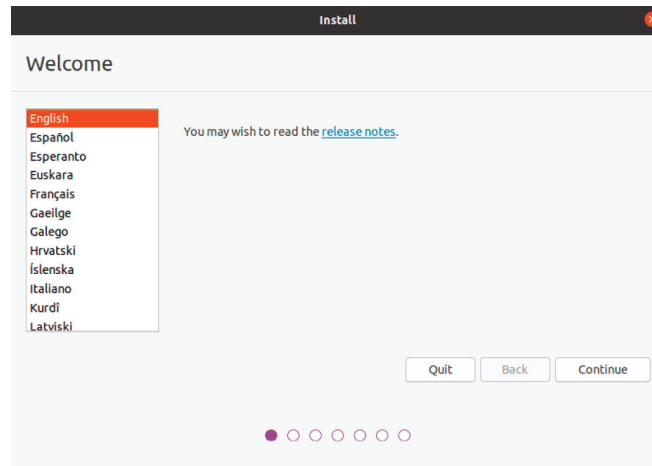 Install
Welcome
English
Español
Esperanto
Euskara
Français
Gaeilge
Galego
Hrvatski
Íslenska
Italiano
Kurdî
Latviski
You may wish to read the release notes.
Quit
Back
Continue